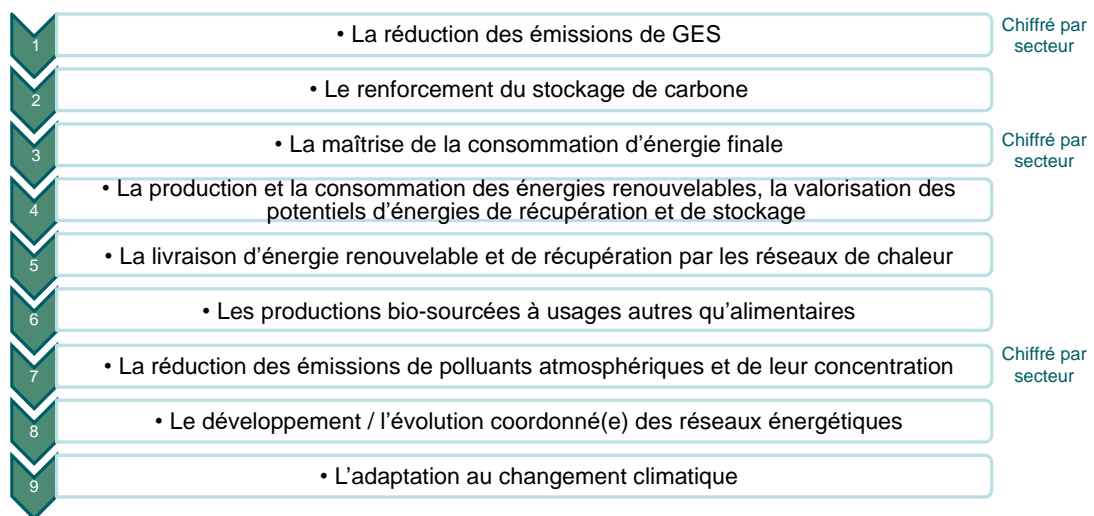 1
• La réduction des émissions de GES
Chiffré par
secteur
2
• Le renforcement du stockage de carbone
3
• La maîtrise de la consommation d’énergie finale
Chiffré par
secteur
4
• La production et la consommation des énergies renouvelables, la valorisation des
potentiels d’énergies de récupération et de stockage
5
• La livraison d’énergie renouvelable et de récupération par les réseaux de chaleur
6
• Les productions bio-sourcées à usages autres qu’alimentaires
7
• La réduction des émissions de polluants atmosphériques et de leur concentration
Chiffré par
secteur
8
• Le développement / l’évolution coordonné(e) des réseaux énergétiques
9
• L’adaptation au changement climatique